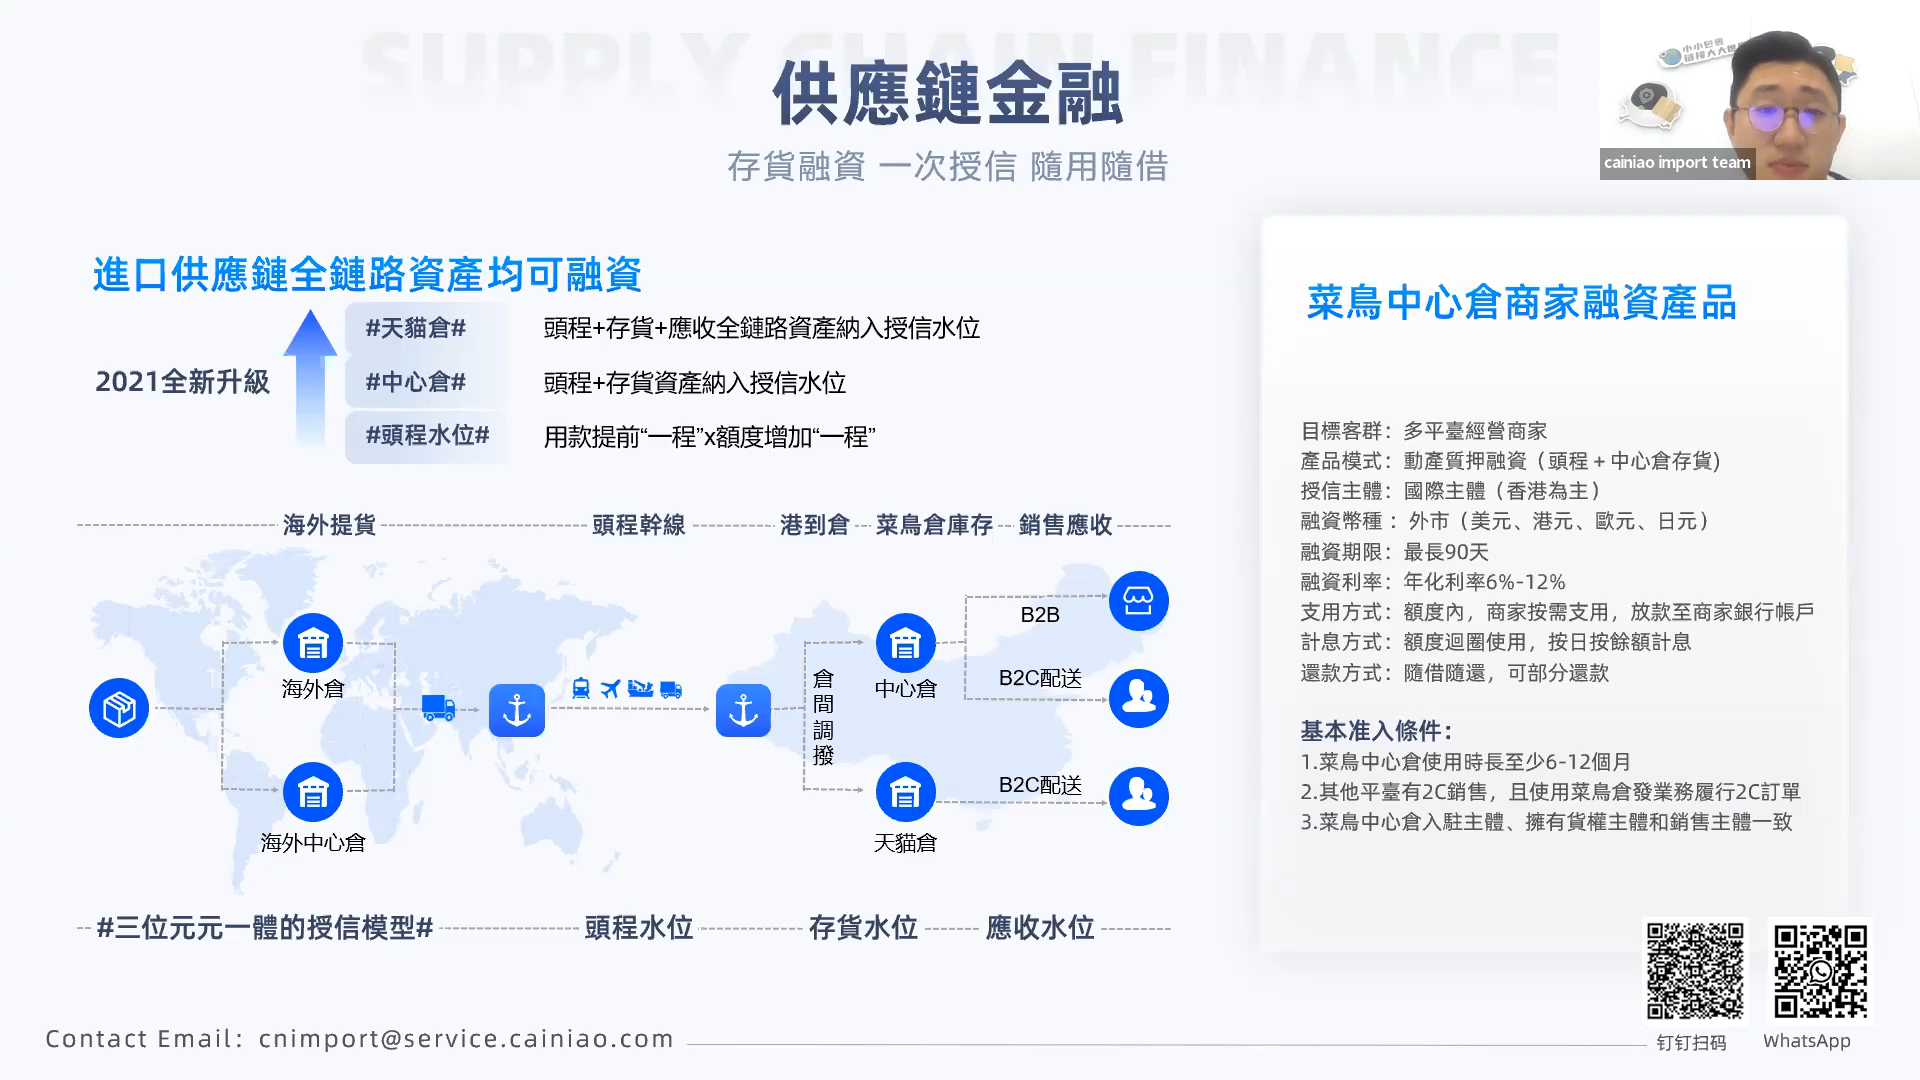 SUPPLY CHAIN FINANCE
供應鏈金融
存貨融資 一次授信 隨用隨借
小小包裹
鏈接大大世
cainiao import team
進口供應鏈全鏈路資產均可融資
2021全新升級
#天貓倉#
頭程+存貨+應收全鏈路資產納入授信水位
#中心倉#
頭程+存貨資產納入授信水位
#頭程水位#
用款提前“一程”x額度增加“一程”
海外提貨
頭程幹線
港到倉
菜鳥倉庫存
銷售應收
海外倉
海外中心倉
倉間調撥
中心倉
天貓倉
B2B
B2C配送
B2C配送
#三位元元一體的授信模型#
頭程水位
存貨水位
應收水位
菜鳥中心倉商家融資產品
目標客群：多平臺經營商家
產品模式：動產質押融資（頭程 + 中心倉存貨)
授信主體：國際主體（香港為主）
融資幣種 ：外市（美元、港元、歐元、日元）
融資期限：最長90天
融資利率：年化利率6%-12%
支用方式：額度內，商家按需支用，放款至商家銀行帳戶
計息方式：額度迴圈使用，按日按餘額計息
還款方式：隨借隨還，可部分還款
基本准入條件：
1.菜鳥中心倉使用時長至少6-12個月
2.其他平臺有2C銷售，且使用菜鳥倉發業務履行2C訂單
3.菜鳥中心倉入駐主體、擁有貨權主體和銷售主體一致
Contact Email：cnimport@service.cainiao.com
钉钉扫码
WhatsApp